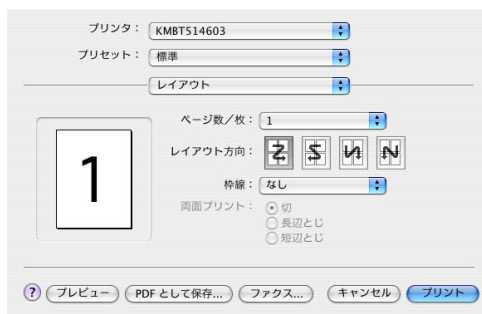 プリンタ： KMBT514603
プリセット： 標準
レイアウト
ページ数／枚： 1
レイアウト方向：
1
枠線： なし
両面プリント： 切
長辺とじ
短辺とじ
? プレビュー PDF として保存... ファクス... キャンセル プリント